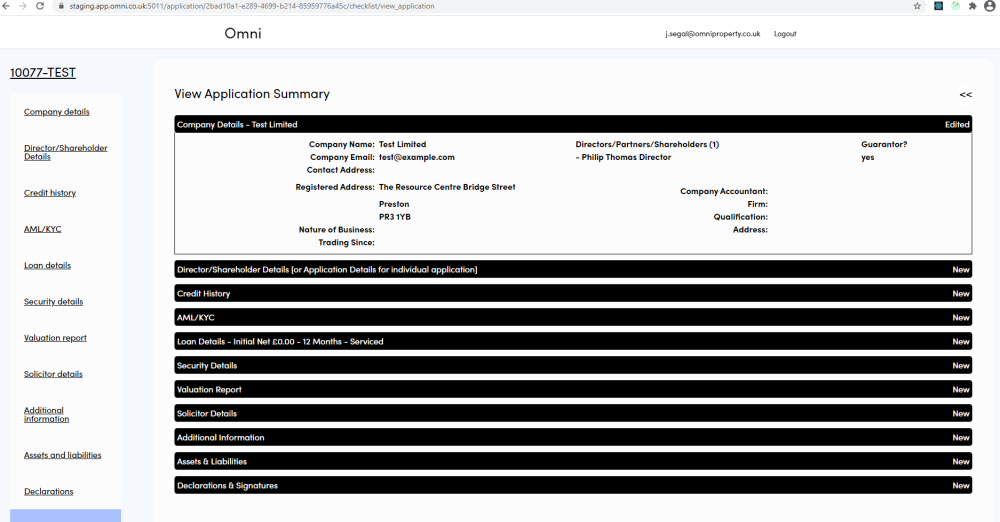 staging.app.omni.co.uk:5011/application/2bad10a1-e289-4699-b214-85959776a45c/checklist/view_application
Omni
j.segal@omniproperty.co.uk Logout
10077-TEST
Company details
Director/Shareholder
Details
Credit history
AML/KYC
Loan details
Security details
Valuation report
Solicitor details
Additional
information
Assets and liabilities
Declarations
View Application Summary <<
Company Details - Test Limited Edited
Company Name: Test Limited Directors/Partners/Shareholders (1) Guarantor?
Company Email: test@example.com - Philip Thomas Director yes
Contact Address:
Registered Address: The Resource Centre Bridge Street Company Accountant:
Preston Firm:
PR3 1YB Qualification:
Nature of Business: Address:
Trading Since:
Director/Shareholder Details (or Application Details for individual application) New
Credit History New
AML/KYC New
Loan Details - Initial Net £0.00 - 12 Months - Serviced New
Security Details New
Valuation Report New
Solicitor Details New
Additional Information New
Assets & Liabilities New
Declarations & Signatures New